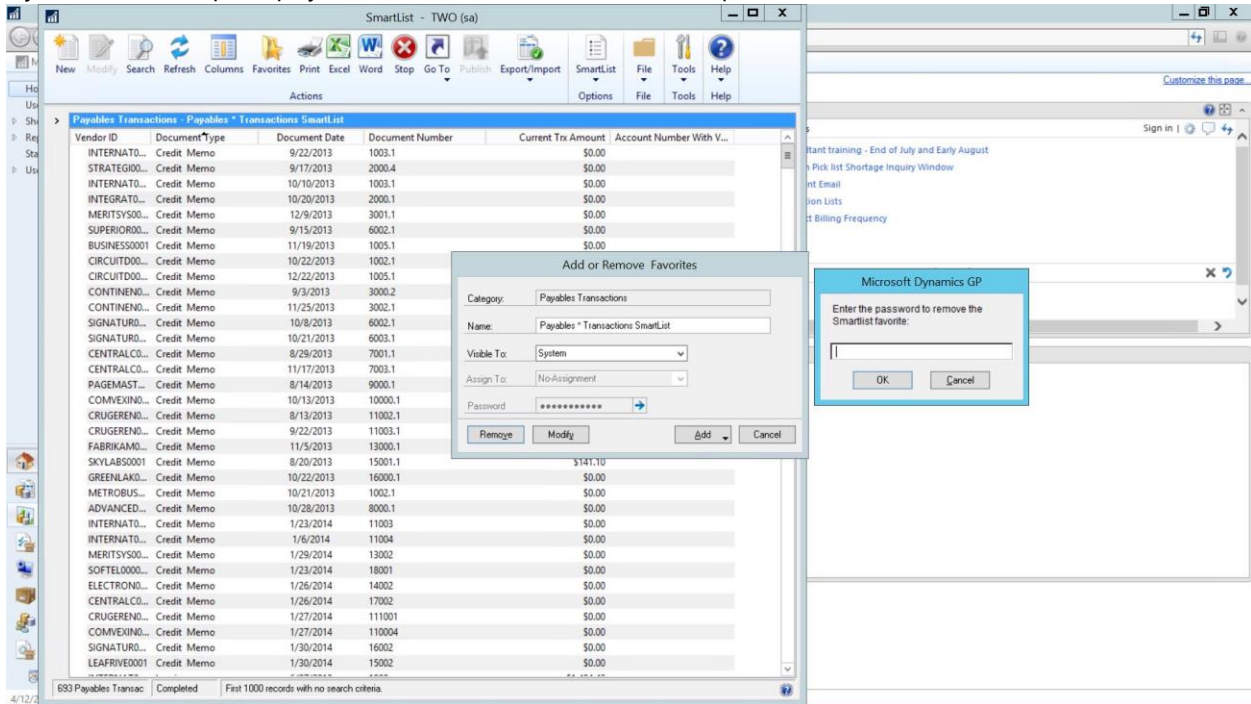 SmartList - TWO (sa)
New Modify Search Refresh Columns Favorites Print Excel Word Stop Go To Publish Export/Import SmartList File Tools Help
Actions Options File Tools Help
Customize this page...
Payables Transactions - Payables * Transactions SmartList
Sign in |
Vendor ID Document Type Document Date Document Number Current Trx Amount Account Number With V...
INTERNAT0... Credit Memo 9/22/2013 1003.1 $0.00
STRATEGI00... Credit Memo 9/17/2013 2000.4 $0.00
INTERNAT0... Credit Memo 10/10/2013 1003.1 $0.00
INTEGRAT0... Credit Memo 10/20/2013 2000.1 $0.00
MERITSYS00... Credit Memo 12/9/2013 3001.1 $0.00
SUPERIOR00... Credit Memo 9/15/2013 6002.1 $0.00
BUSINESS0001 Credit Memo 11/19/2013 1005.1 $0.00
CIRCUITD00... Credit Memo 10/22/2013 1002.1
CIRCUITD00... Credit Memo 12/22/2013 1005.1
CONTINEN0... Credit Memo 9/3/2013 3000.2
CONTINEN0... Credit Memo 11/25/2013 3002.1
SIGNATUR0... Credit Memo 10/8/2013 6002.1
SIGNATUR0... Credit Memo 10/21/2013 6003.1
CENTRALC0... Credit Memo 8/29/2013 7001.1
CENTRALC0... Credit Memo 11/17/2013 7003.1
PAGEMAST... Credit Memo 8/14/2013 9000.1
COMVEXIN0... Credit Memo 10/13/2013 10000.1
CRUGEREN0... Credit Memo 8/13/2013 11002.1
CRUGEREN0... Credit Memo 9/22/2013 11003.1
FABRIKAM0... Credit Memo 11/5/2013 13000.1
SKYLABS0001 Credit Memo 8/20/2013 15001.1 $141.10
GREENLAK0... Credit Memo 10/22/2013 16000.1 $0.00
METROBUS... Credit Memo 10/21/2013 1002.1 $0.00
ADVANCED... Credit Memo 10/28/2013 8000.1 $0.00
INTERNAT0... Credit Memo 1/23/2014 11003 $0.00
INTERNAT0... Credit Memo 1/6/2014 11004 $0.00
MERITSYS00... Credit Memo 1/29/2014 13002 $0.00
SOFTEL0000... Credit Memo 1/23/2014 18001 $0.00
ELECTRON0... Credit Memo 1/26/2014 14002 $0.00
CENTRALC0... Credit Memo 1/26/2014 17002 $0.00
CRUGEREN0... Credit Memo 1/27/2014 111001 $0.00
COMVEXIN0... Credit Memo 1/27/2014 110004 $0.00
SIGNATUR0... Credit Memo 1/30/2014 16002 $0.00
LEAFRIVE0001 Credit Memo 1/30/2014 15002 $0.00
693 Payables Transac Completed First 1000 records with no search criteria.
Add or Remove Favorites
Category: Payables Transactions
Name: Payables * Transactions SmartList
Visible To: System
Assign To: No-Assignment
Password
Remove Modify Add Cancel
training - End of July and Early August
Pick list Shortage Inquiry Window
Email
Lists
Billing Frequency
Microsoft Dynamics GP
Enter the password to remove the
Smartlist favorite:
OK Cancel